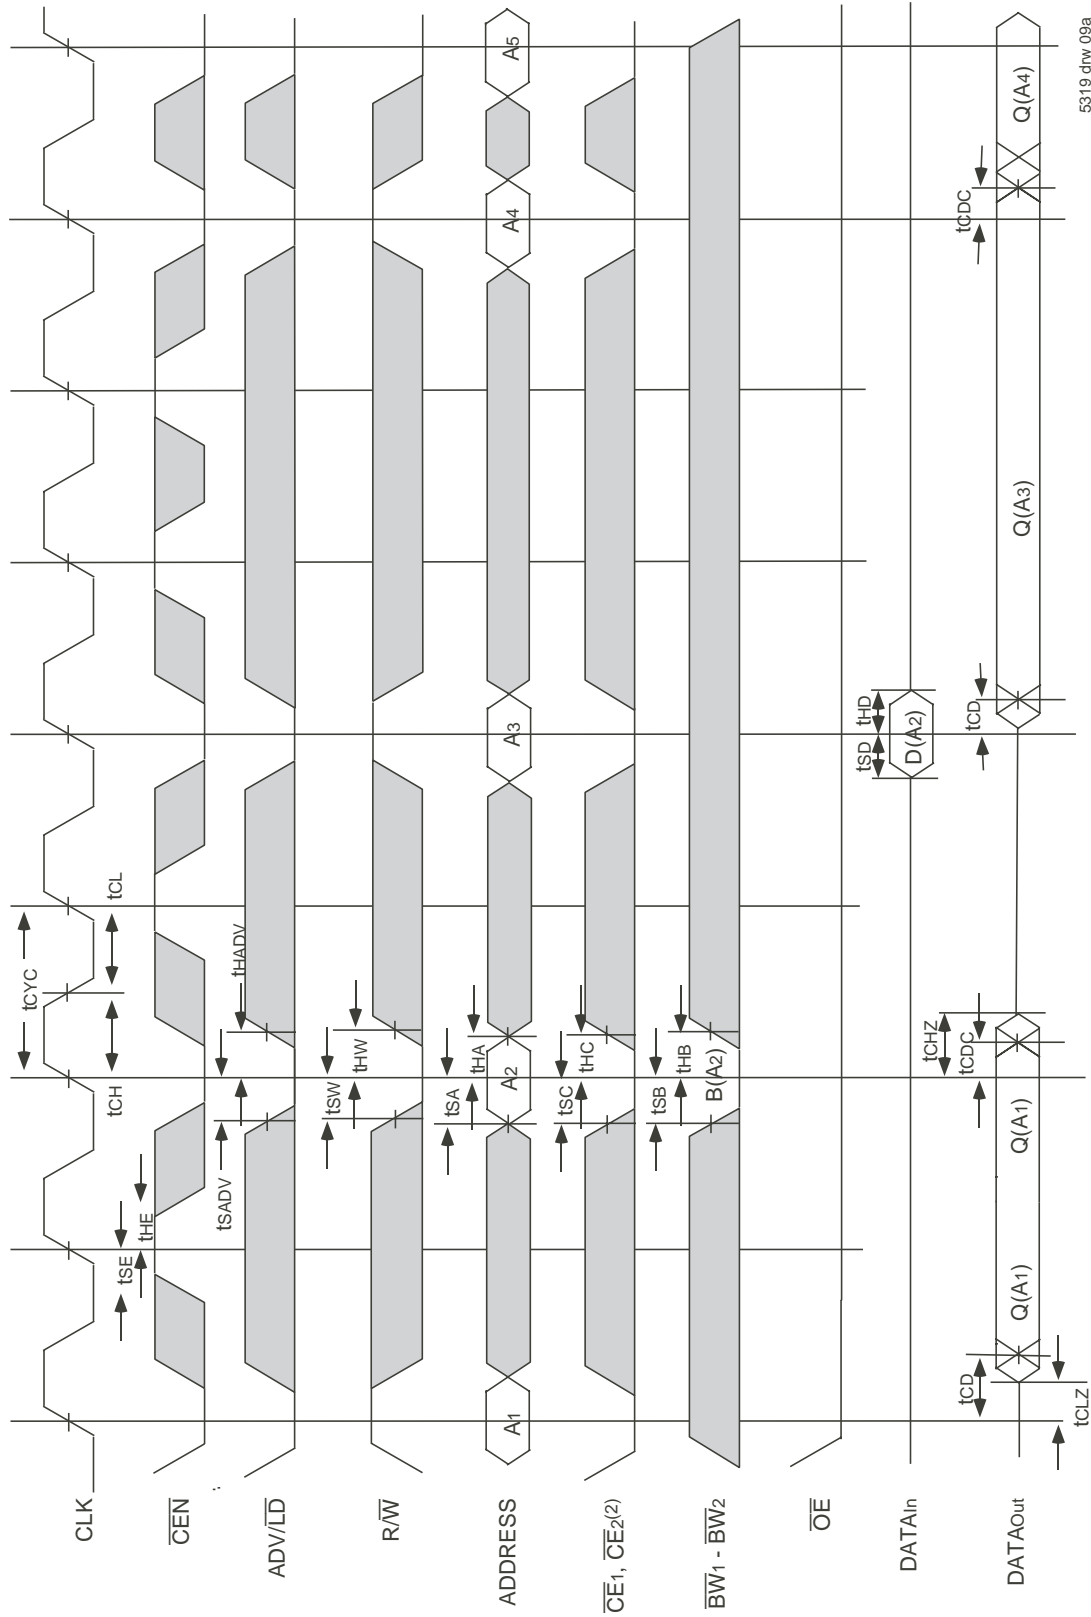 CLK
tCYC
tCH
tCL
tSE
tHE
CEN
tSADV
tHADV
ADV/LD
tSW
tHW
R/W
tSA
tHA
ADDRESS
A1
A2
A3
A4
A5
tSC
tHC
CE1, CE2(2)
tSB
tHB
B(A2)
BW1 - BW2
OE
tSD
tHD
D(A2)
DATAIn
tCD
tCLZ
Q(A1)
Q(A1)
tCHZ
tCDC
tCD
Q(A3)
tCDC
Q(A4)
DATAOut
5319 drw 09a